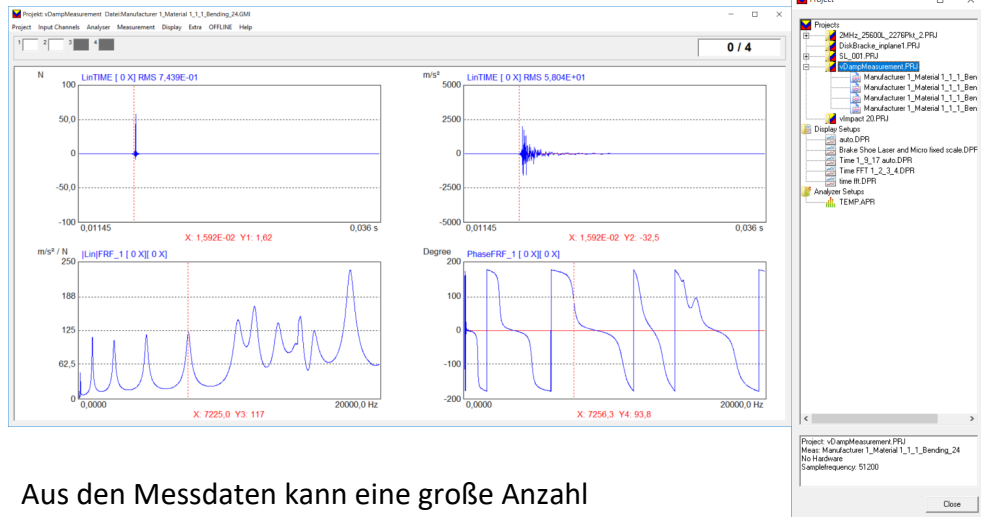 Projekt: vDampMeasurement Datei:Manufacturer 1_Material 1_1_1_Bending_24.GMI
Projekt Input Channels Analyser Measurement Display Extra OFFLINE Help
1 2 3 4
0 / 4
N LinTIME [ 0 X] RMS 7,439E-01
100
50,0
0
-50,0
-100
0,01145 0,036 s
X: 1,592E-02 Y1: 1,62
m/s² LinTIME [ 0 X] RMS 5,804E+01
5000
2500
0
-2500
-5000
0,01145 0,036 s
X: 1,592E-02 Y2: -32,5
m/s² / N |Lin|FRF_1 [ 0 X][ 0 X]
250
188
125
62,5
0
0,0000 20000,0 Hz
X: 7225,0 Y3: 117
Degree PhaseFRF_1 [ 0 X][ 0 X]
200
100
0
-100
-200
0,0000 20000,0 Hz
X: 7256,3 Y4: 93,8
Project
Projects
2MHz_25600L_2276Pkt_2.PRJ
DiskBracke_inplane1.PRJ
SL_001.PRJ
vDampMeasurement.PRJ
Manufacturer 1_Material 1_1_1_Ben
Manufacturer 1_Material 1_1_1_Ben
Manufacturer 1_Material 1_1_1_Ben
vImpact 20.PRJ
Display Setups
auto.DPR
Brake Shoe Laser and Micro fixed scale.DPF
Time 1_9_17 auto.DPR
Time FFT 1_2_3_4.DPR
time fft.DPR
Analyzer Setups
TEMP.APR
Project: vDampMeasurement.PRJ
Meas: Manufacturer 1_Material 1_1_1_Bending_24
No Hardware
Samplefrequency: 51200
Close
Aus den Messdaten kann eine große Anzahl